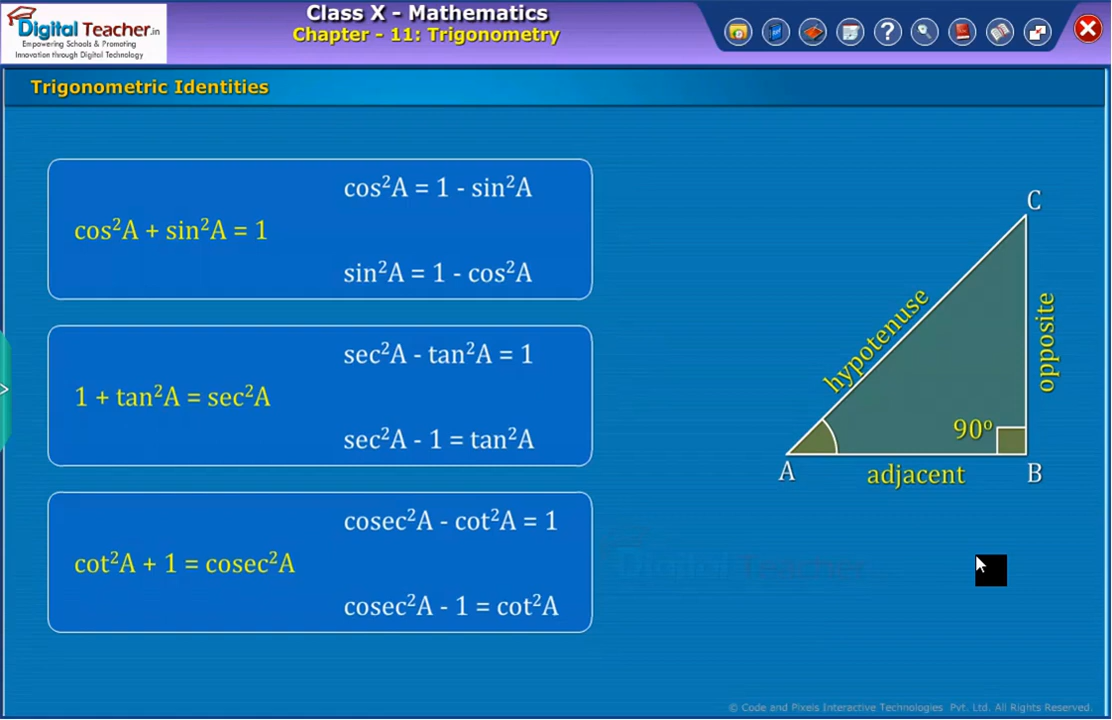 Class X - Mathematics
Chapter - 11: Trigonometry
Digital Teacher.in
Empowering Schools & Promoting
Innovation through Digital Technology
?
Trigonometric Identities
cos²A + sin²A = 1
cos²A = 1 - sin²A
sin²A = 1 - cos²A
1 + tan²A = sec²A
sec²A - tan²A = 1
sec²A - 1 = tan²A
cot²A + 1 = cosec²A
cosec²A - cot²A = 1
cosec²A - 1 = cot²A
C
hypotenuse
opposite
90º
A
adjacent
B
Digital Teacher
© Code and Pixels Interactive Technologies Pvt. Ltd. All Rights Reserved.